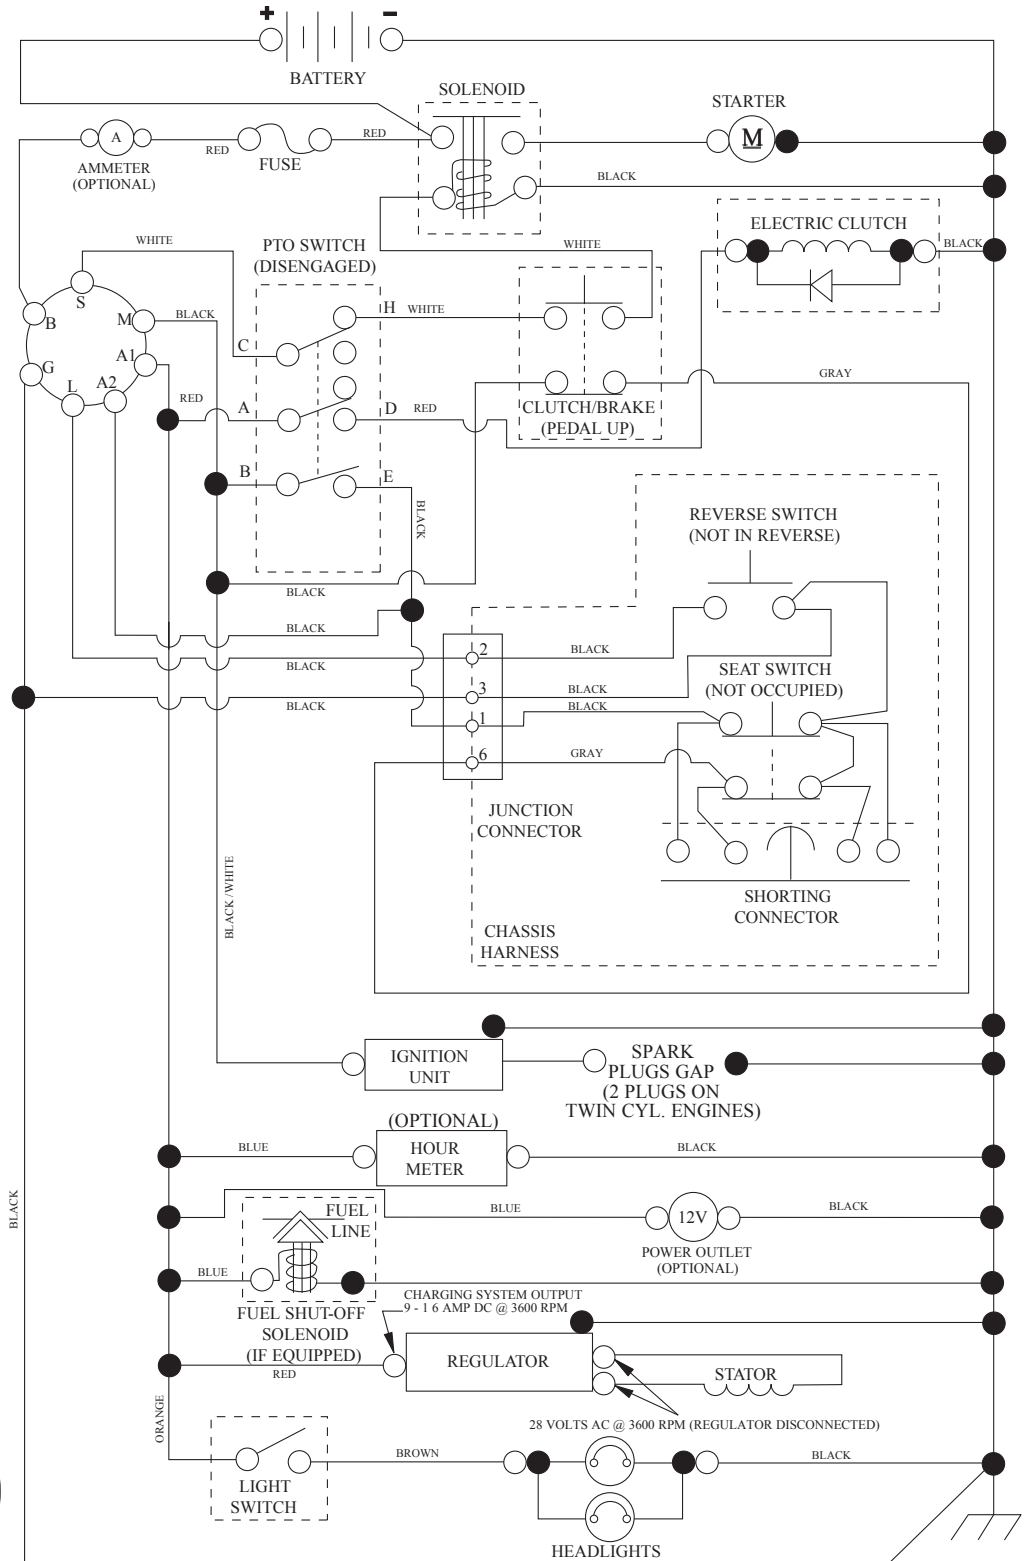 + -
BATTERY
SOLENOID
STARTER
M
A
AMMETER
(OPTIONAL)
RED
FUSE
RED
BLACK
ELECTRIC CLUTCH
BLACK
WHITE
PTO SWITCH
(DISENGAGED)
WHITE
S
B
M
BLACK
H
WHITE
C
A1
G
A2
L
GRAY
RED
A
D
RED
CLUTCH/BRAKE
(PEDAL UP)
B
E
BLACK
REVERSE SWITCH
(NOT IN REVERSE)
BLACK
BLACK
2
BLACK
BLACK
SEAT SWITCH
(NOT OCCUPIED)
3
BLACK
BLACK
BLACK
1
6
GRAY
JUNCTION
CONNECTOR
SHORTING
CONNECTOR
BLACK/WHITE
CHASSIS
HARNESS
IGNITION
UNIT
SPARK
PLUGS GAP
(2 PLUGS ON
TWIN CYL. ENGINES)
(OPTIONAL)
HOUR
METER
BLUE
BLACK
BLACK
FUEL
LINE
BLUE
12V
BLACK
POWER OUTLET
(OPTIONAL)
BLUE
FUEL SHUT-OFF
SOLENOID
(IF EQUIPPED)
CHARGING SYSTEM OUTPUT
9 - 1 6 AMP DC @ 3600 RPM
RED
REGULATOR
STATOR
ORANGE
28 VOLTS AC @ 3600 RPM (REGULATOR DISCONNECTED)
BROWN
BLACK
LIGHT
SWITCH
HEADLIGHTS